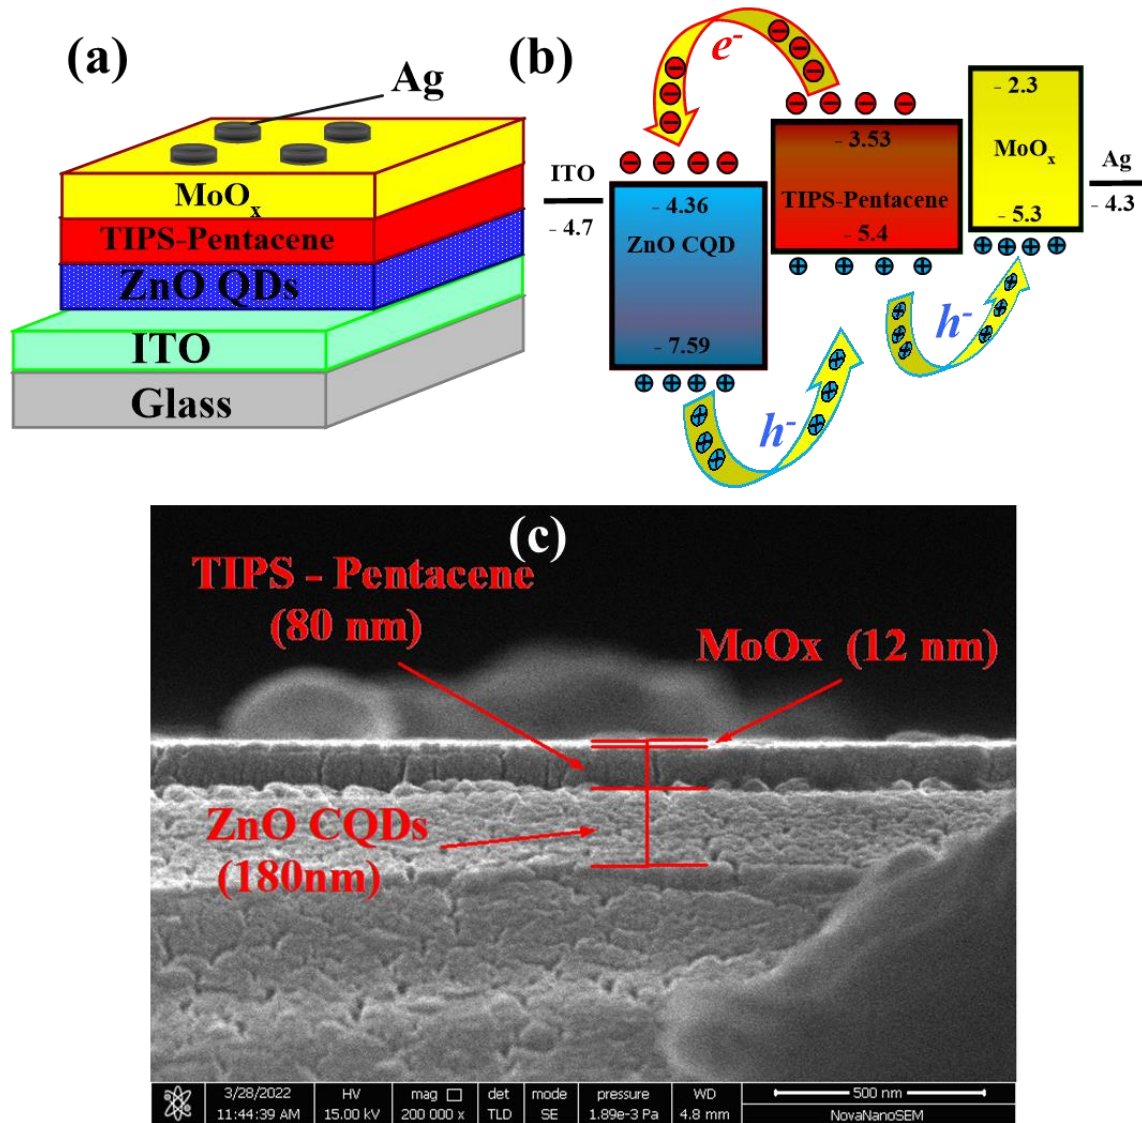 (a)
Ag
MoOx
TIPS-Pentacene
ZnO QDs
ITO
Glass
(b)
e-
ITO
- 4.7
- 4.36
ZnO CQD
- 7.59
- 3.53
TIPS-Pentacene
- 5.4
- 2.3
MoOx
- 5.3
Ag
- 4.3
h-
h-
(c)
TIPS - Pentacene
(80 nm)
MoOx (12 nm)
ZnO CQDs
(180nm)
3/28/2022 HV mag det mode pressure WD 500 nm
11:44:39 AM 15.00 kV 200 000 x TLD SE 1.89e-3 Pa 4.8 mm NovaNanoSEM